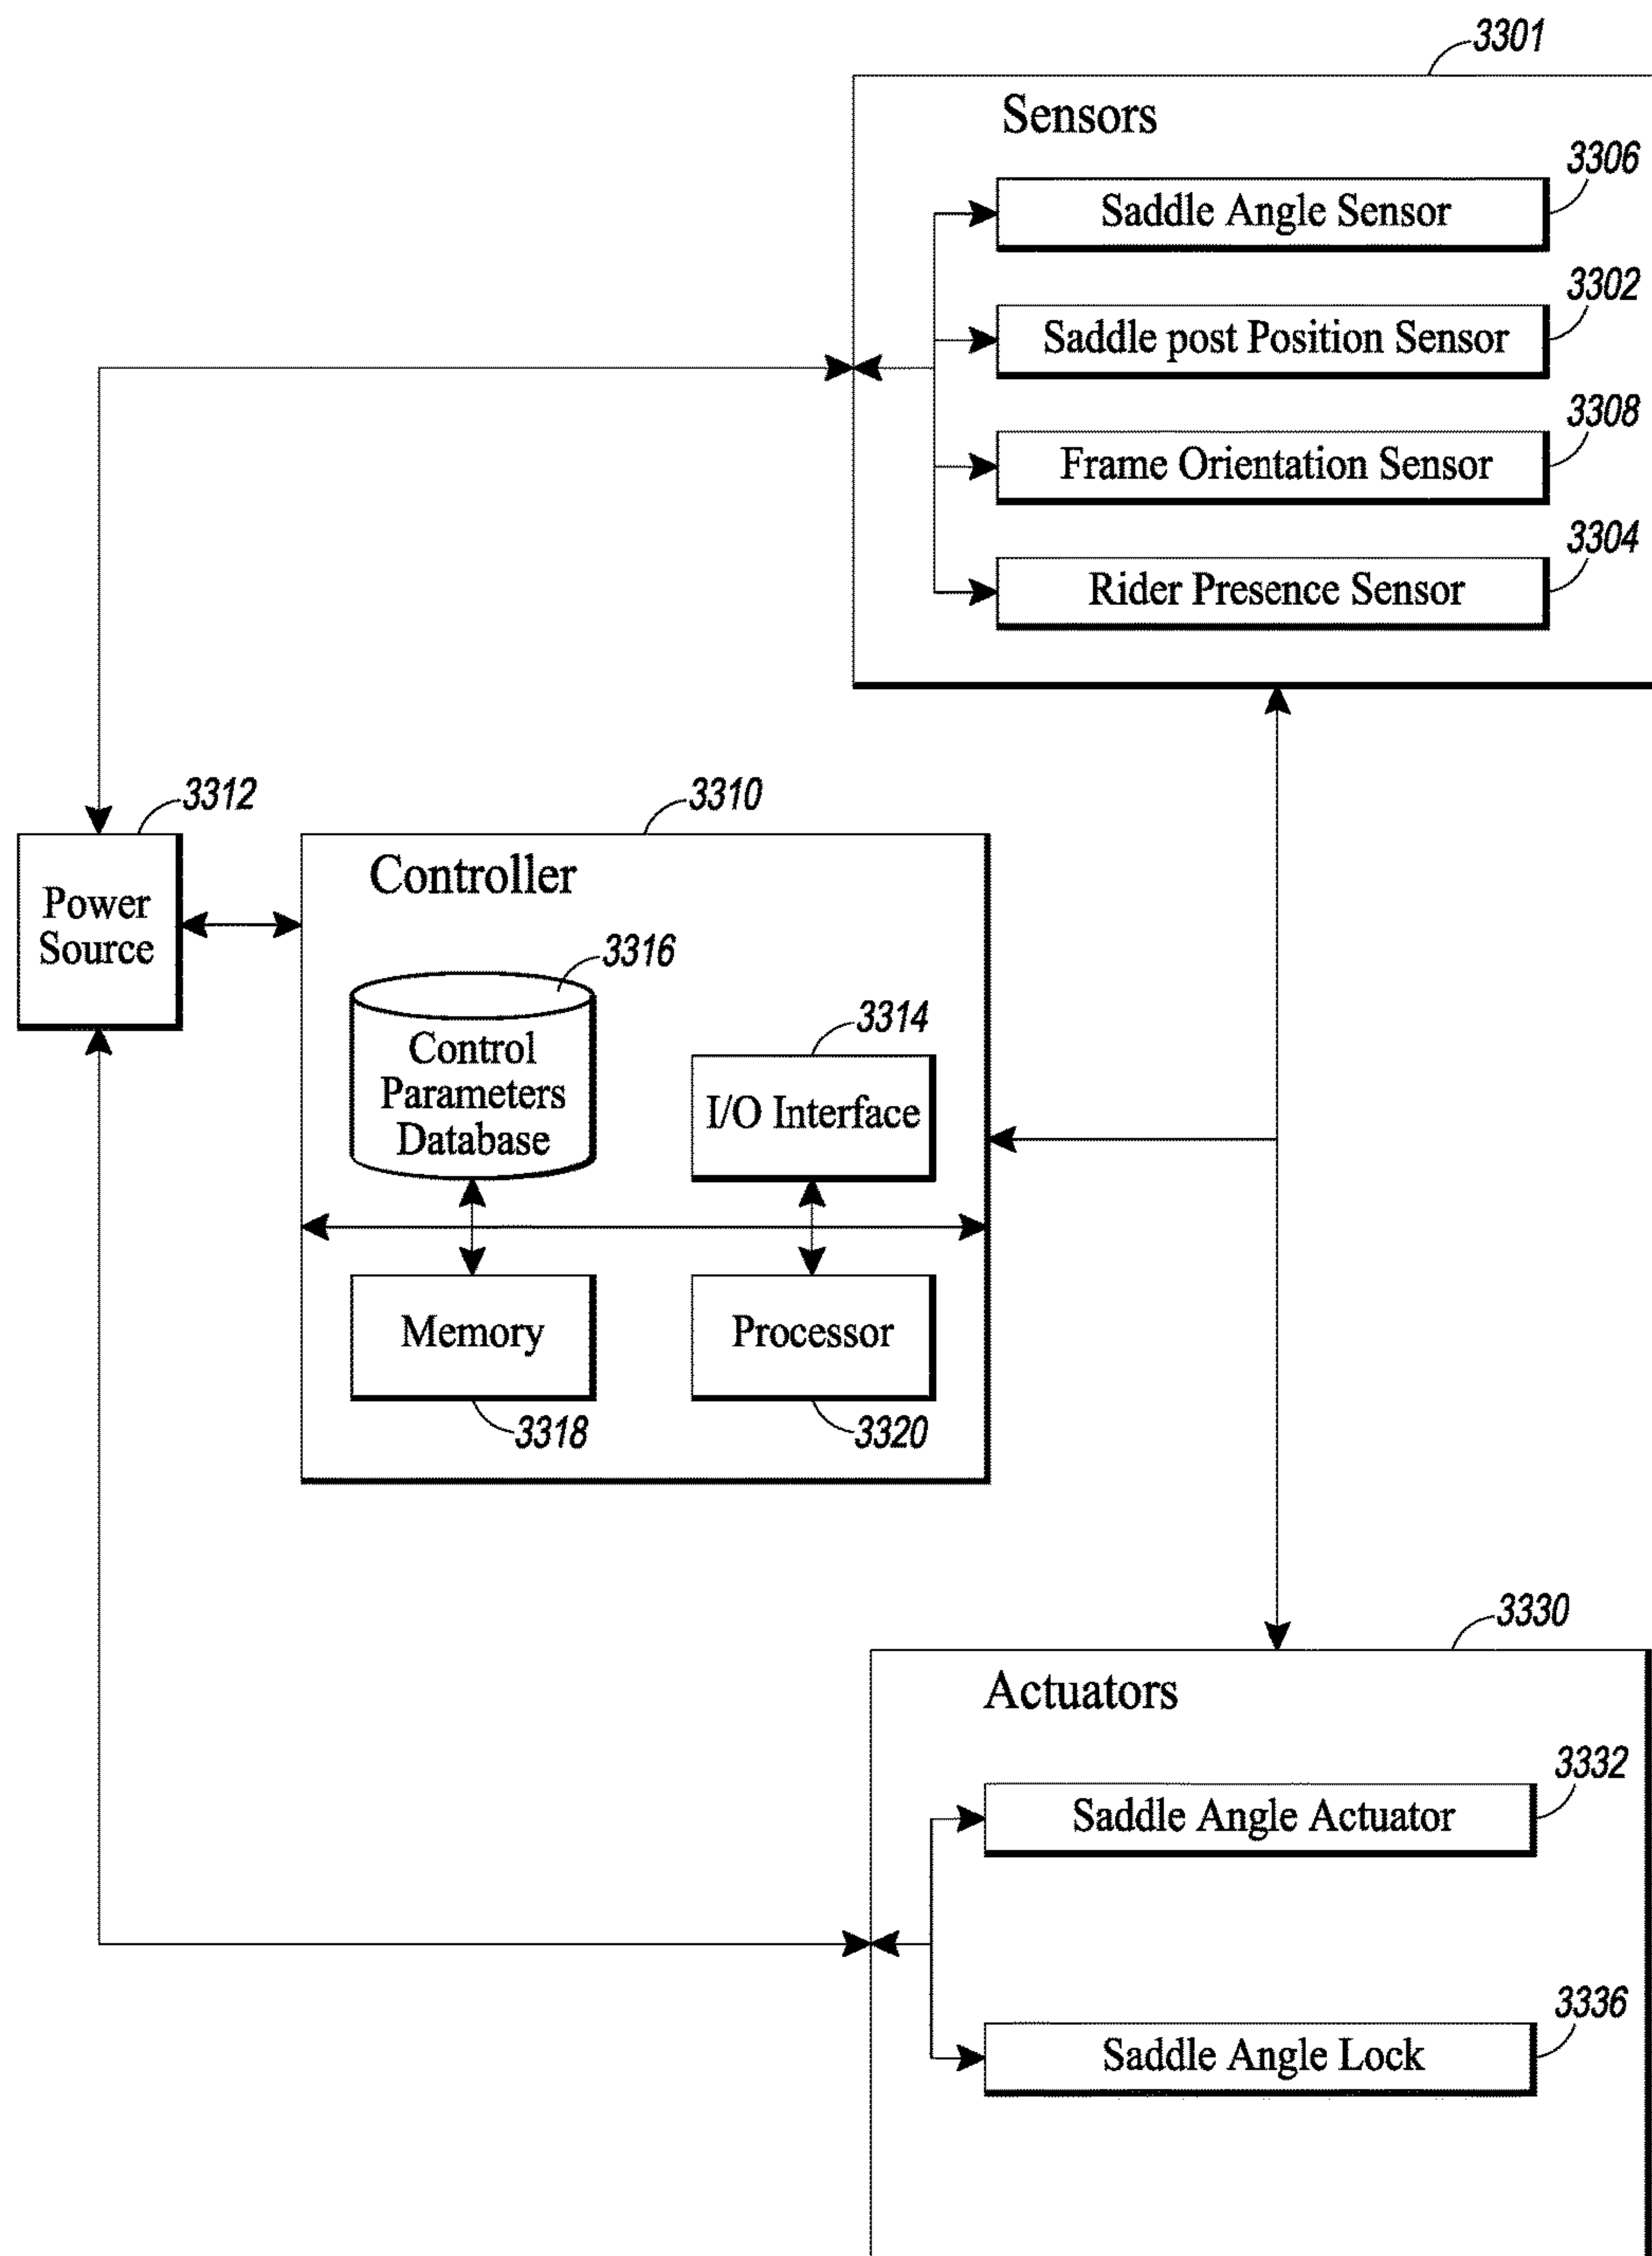 3301
Sensors
3306
Saddle Angle Sensor
3302
Saddle post Position Sensor
3308
Frame Orientation Sensor
3304
Rider Presence Sensor
3312
Power
Source
3310
Controller
3316
Control
Parameters
Database
3314
I/O Interface
Memory
3318
Processor
3320
3330
Actuators
3332
Saddle Angle Actuator
3336
Saddle Angle Lock